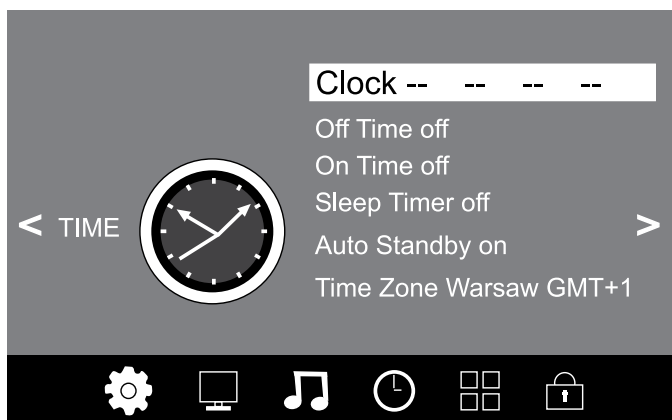 Clock -- -- -- --
Off Time off
On Time off
Sleep Timer off
< TIME >
Auto Standby on
Time Zone Warsaw GMT+1